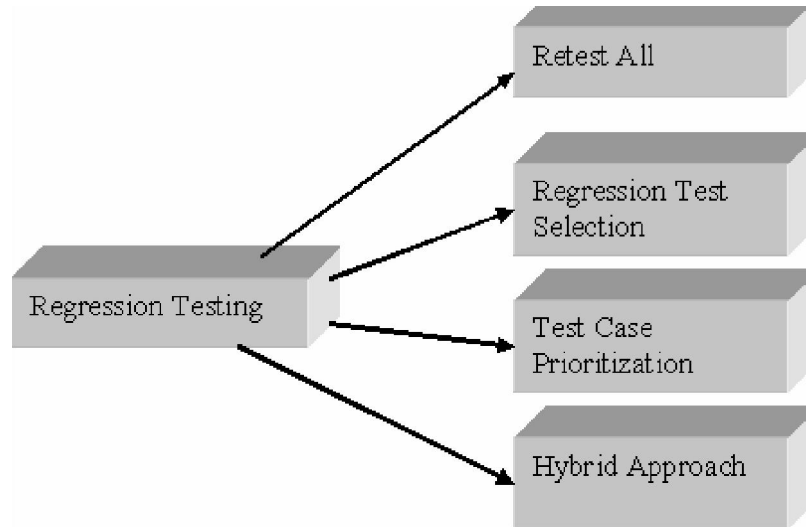 Retest All
Regression Test
Selection
Regression Testing
Test Case
Prioritization
Hybrid Approach